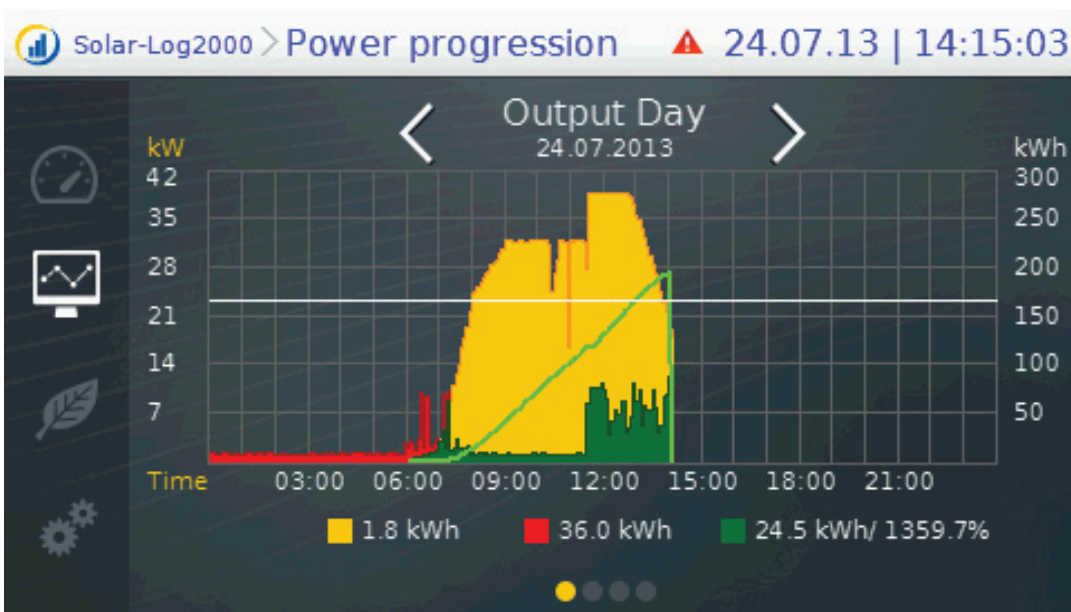 Solar-Log2000 > Power progression 24.07.13 | 14:15:03
Output Day
24.07.2013
kW kWh
42 300
35 250
28 200
21 150
14 100
7 50
Time 03:00 06:00 09:00 12:00 15:00 18:00 21:00
1.8 kWh 36.0 kWh 24.5 kWh/ 1359.7%